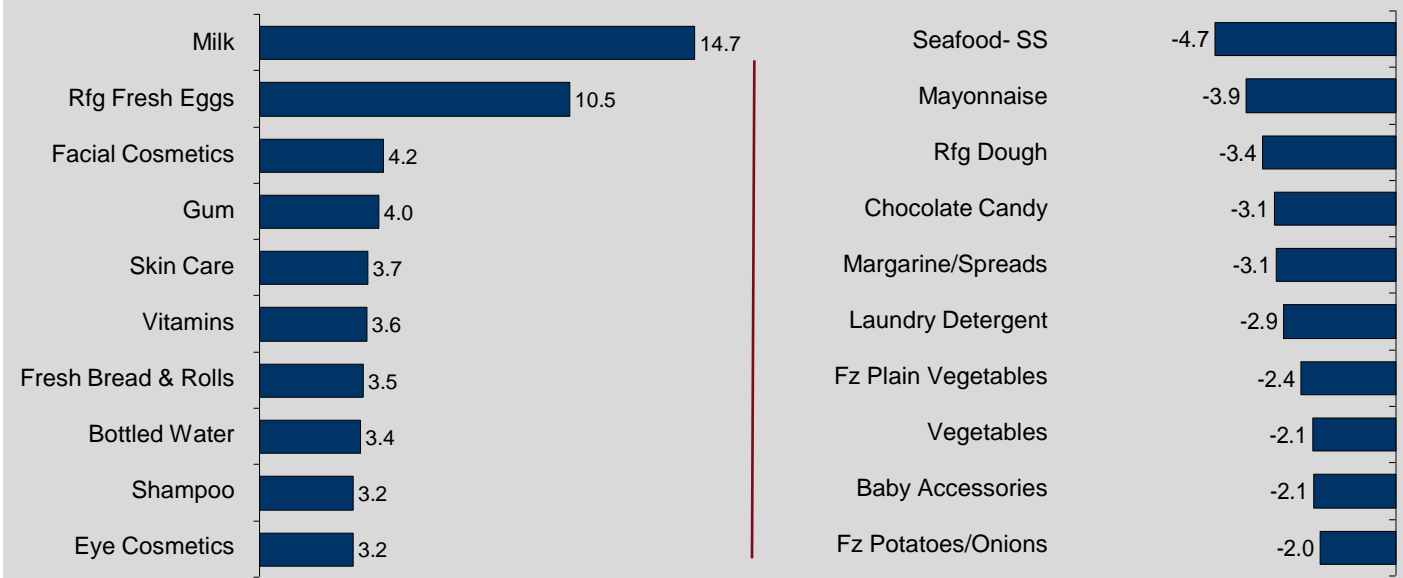 Milk 14.7
Rfg Fresh Eggs 10.5
Facial Cosmetics 4.2
Gum 4.0
Skin Care 3.7
Vitamins 3.6
Fresh Bread & Rolls 3.5
Bottled Water 3.4
Shampoo 3.2
Eye Cosmetics 3.2
Seafood- SS -4.7
Mayonnaise -3.9
Rfg Dough -3.4
Chocolate Candy -3.1
Margarine/Spreads -3.1
Laundry Detergent -2.9
Fz Plain Vegetables -2.4
Vegetables -2.1
Baby Accessories -2.1
Fz Potatoes/Onions -2.0